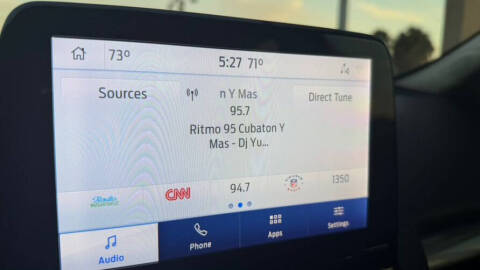 73° 5:27 71°
Sources n Y Mas Direct Tune
95.7
Ritmo 95 Cubaton Y
Mas - Dj Yu...
CNN 94.7 1350
Audio Phone Apps Settings